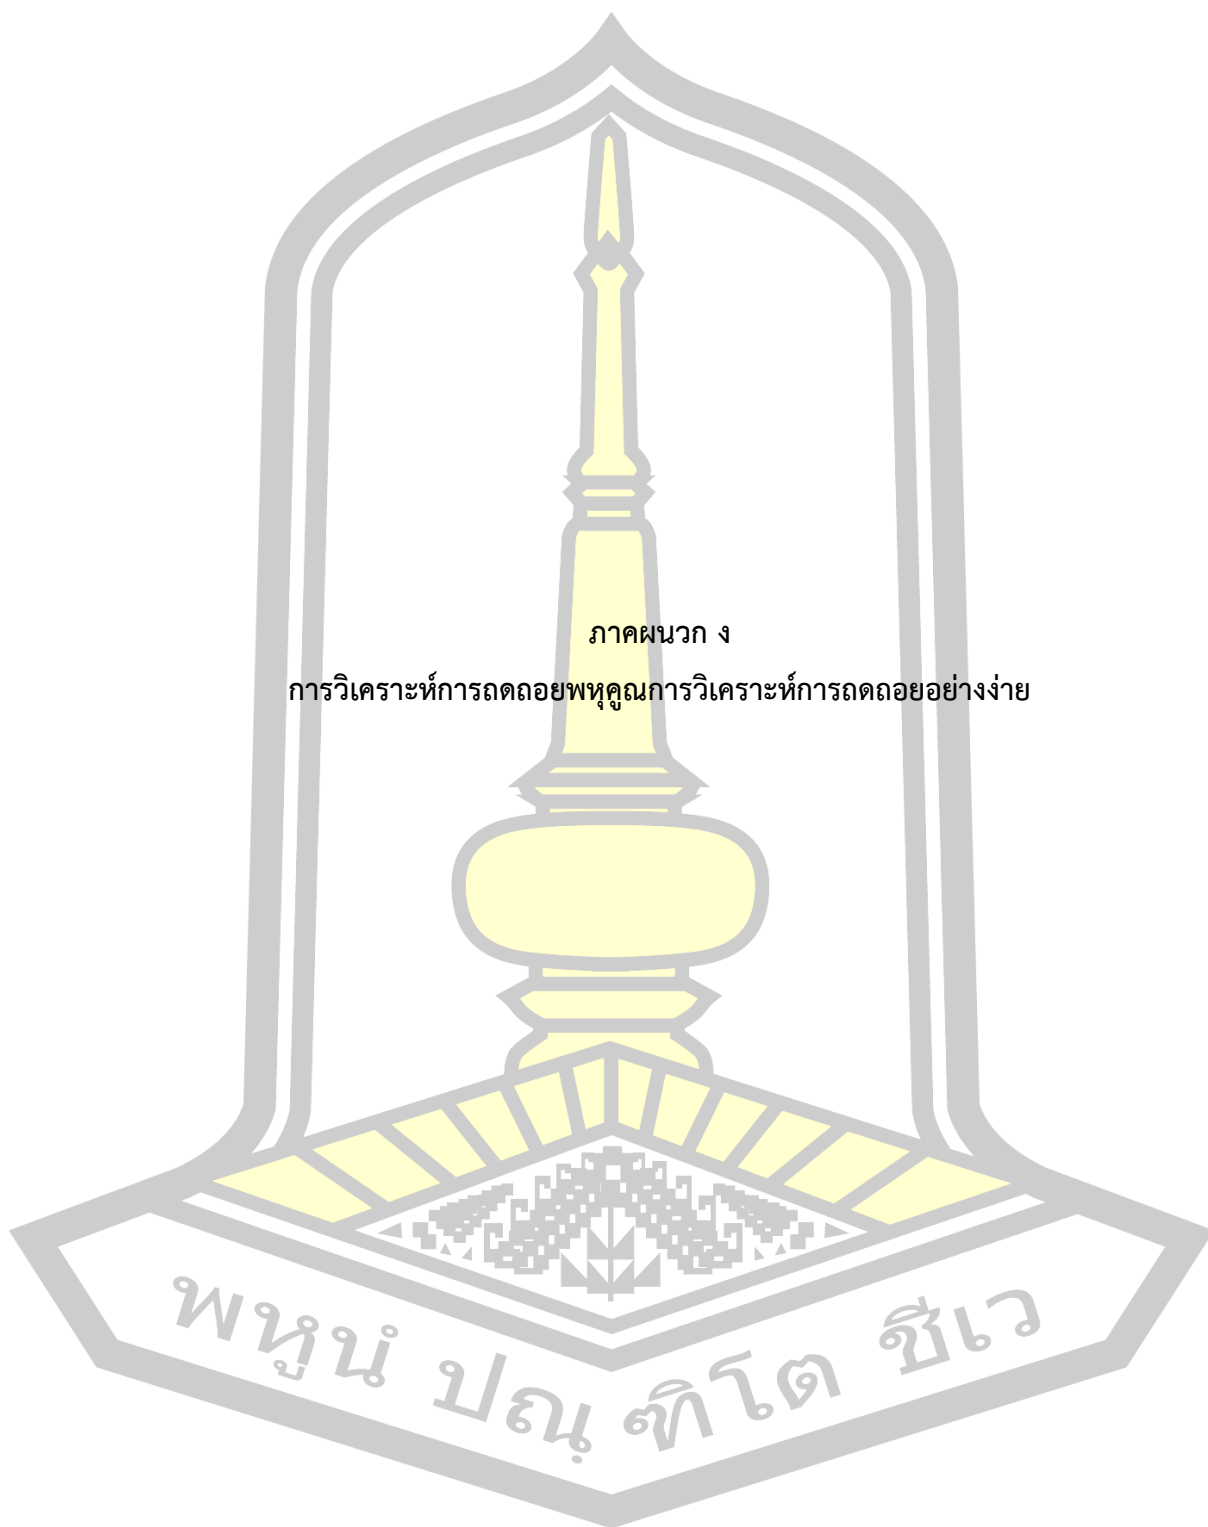 ภาคผนวก ง
การวิเคราะห์การถดถอยพหุคูณการวิเคราะห์การถดถอยอย่างง่าย
พหูนํ ปณฺฑิโต ชีเว